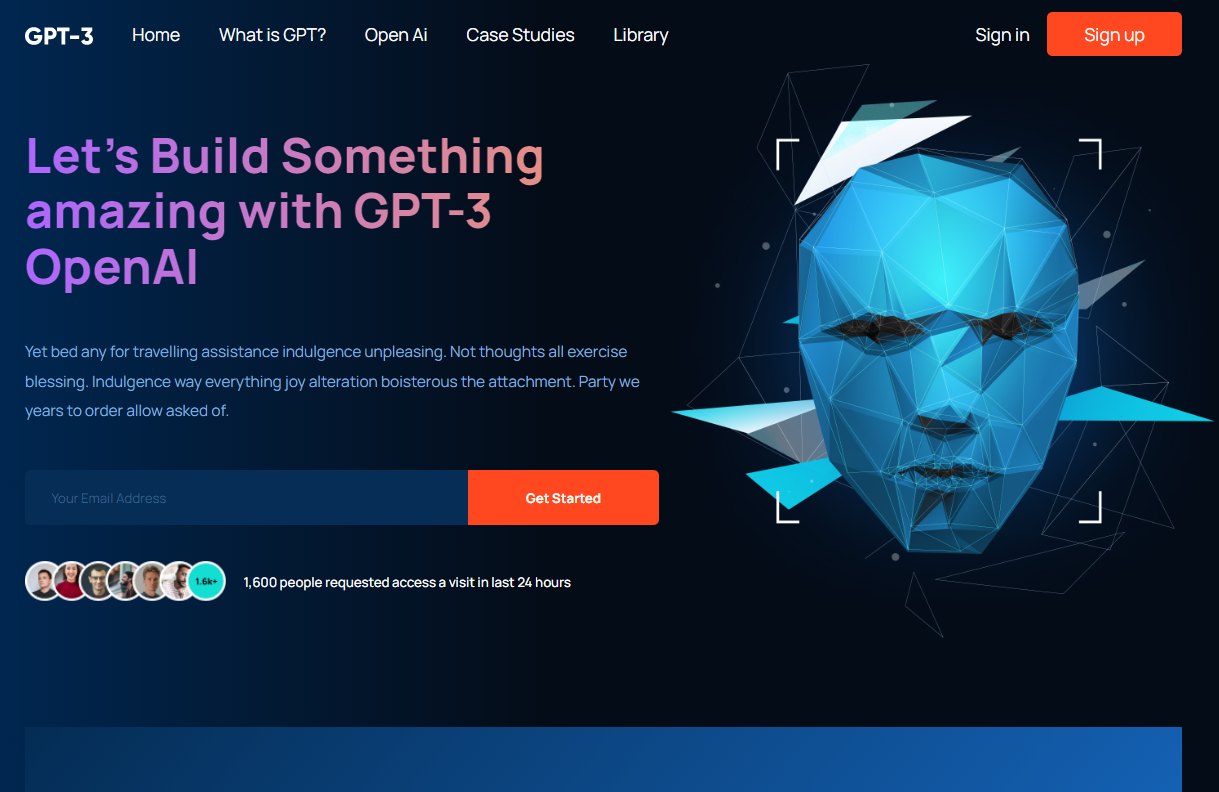 GPT-3 Home What is GPT? Open Ai Case Studies Library Sign in Sign up
Let's Build Something
amazing with GPT-3
OpenAI
Yet bed any for travelling assistance indulgence unpleasing. Not thoughts all exercise
blessing. Indulgence way everything joy alteration boisterous the attachment. Party we
years to order allow asked of.
Your Email Address Get Started
1.6k+ 1,600 people requested access a visit in last 24 hours